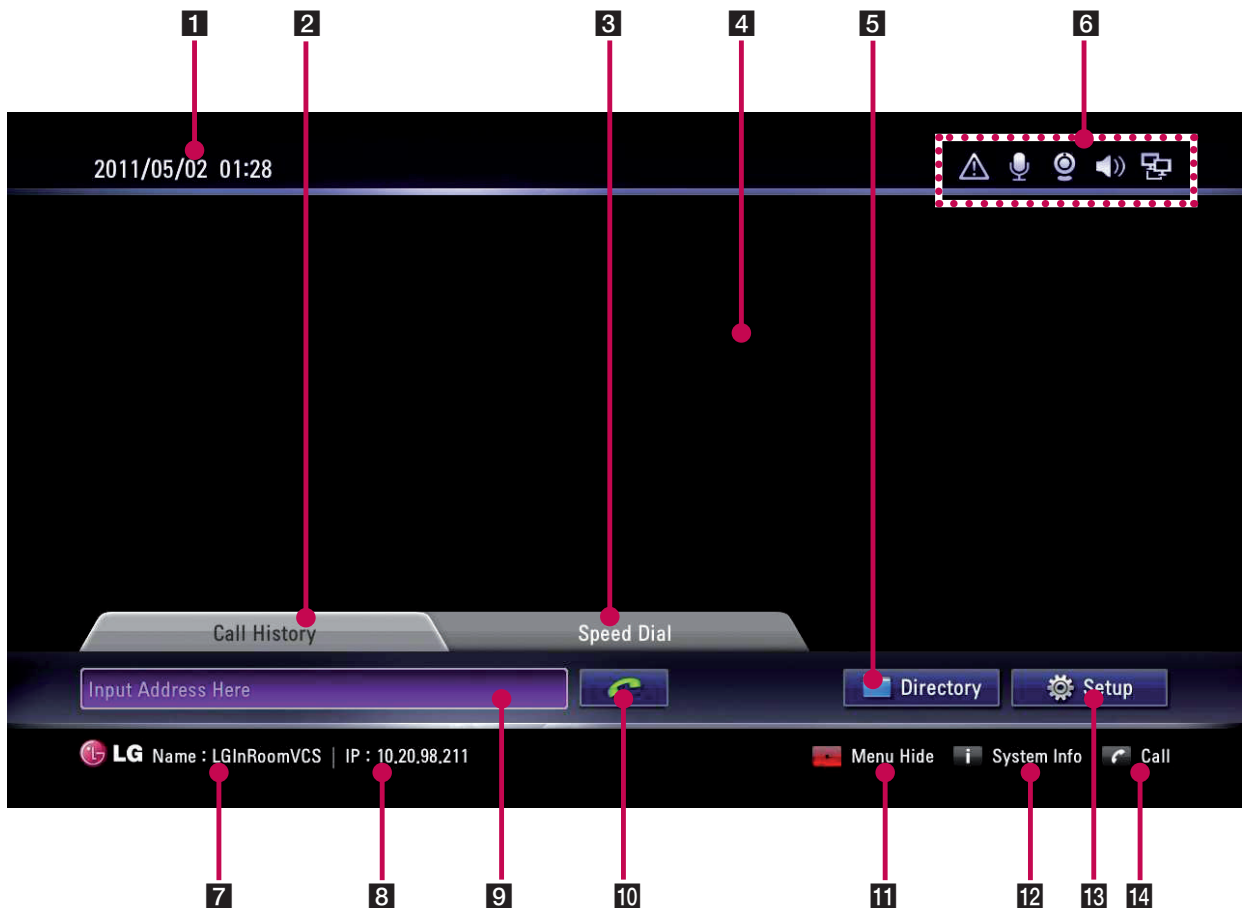 1 2 3 4 5 6
2011/05/02 01:28
Call History Speed Dial
Input Address Here Directory Setup
LG Name : LGInRoomVCS | IP : 10.20.98.211 Menu Hide i System Info Call
7 8 9 10 11 12 13 14